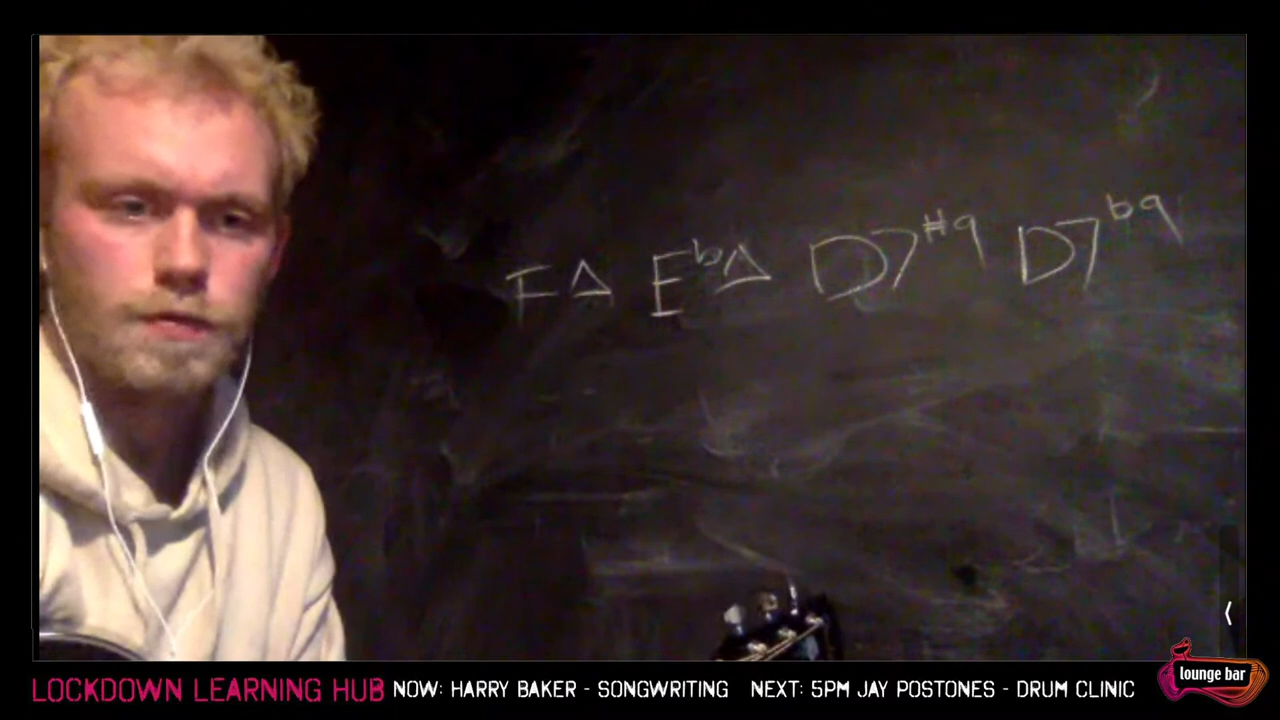 F△ E♭△ D7#9 D7♭9
LOCKDOWN LEARNING HUB NOW: HARRY BAKER - SONGWRITING NEXT: 5PM JAY POSTONES - DRUM CLINIC
lounge bar